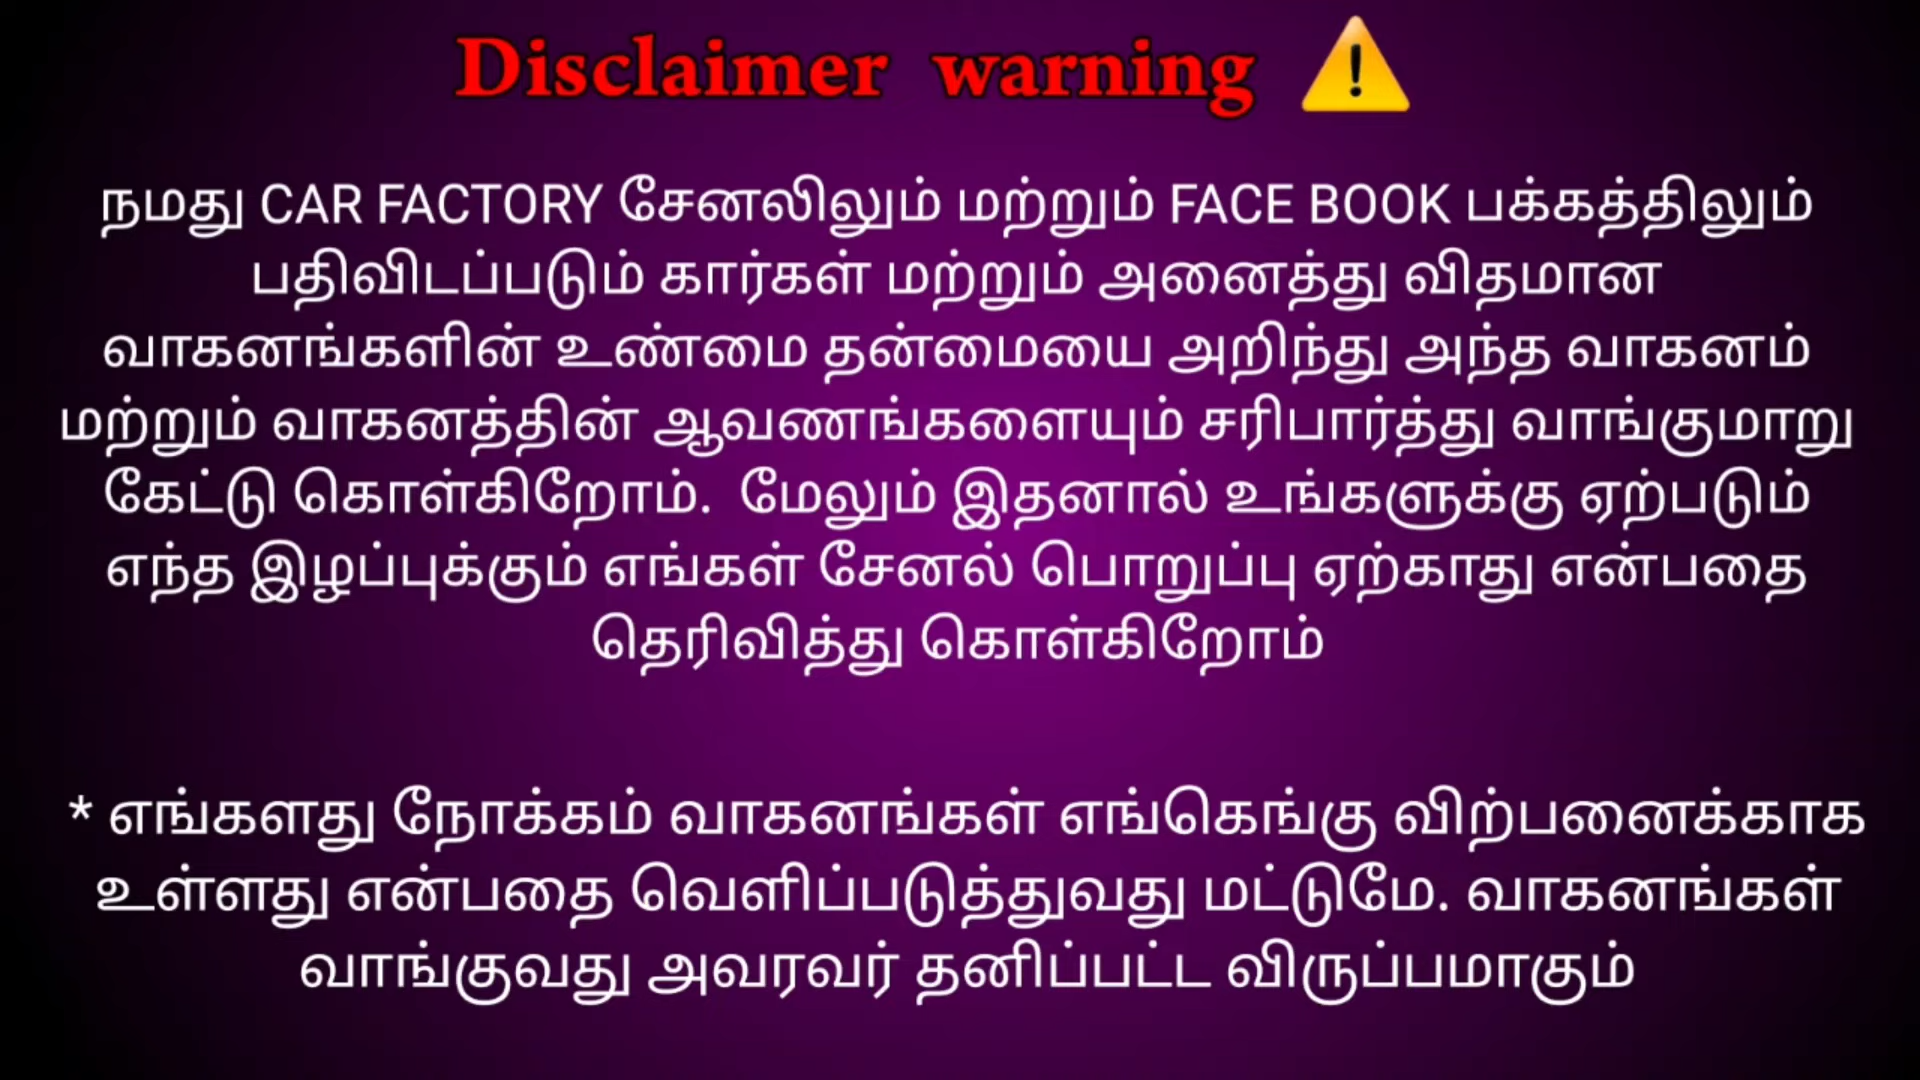 Disclaimer warning ⚠️
நமது CAR FACTORY சேனலிலும் மற்றும் FACE BOOK பக்கத்திலும்
பதிவிடப்படும் கார்கள் மற்றும் அனைத்து விதமான
வாகனங்களின் உண்மை தன்மையை அறிந்து அந்த வாகனம்
மற்றும் வாகனத்தின் ஆவணங்களையும் சரிபார்த்து வாங்குமாறு
கேட்டு கொள்கிறோம். மேலும் இதனால் உங்களுக்கு ஏற்படும்
எந்த இழப்புக்கும் எங்கள் சேனல் பொறுப்பு ஏற்காது என்பதை
தெரிவித்து கொள்கிறோம்
* எங்களது நோக்கம் வாகனங்கள் எங்கெங்கு விற்பனைக்காக
உள்ளது என்பதை வெளிப்படுத்துவது மட்டுமே. வாகனங்கள்
வாங்குவது அவரவர் தனிப்பட்ட விருப்பமாகும்